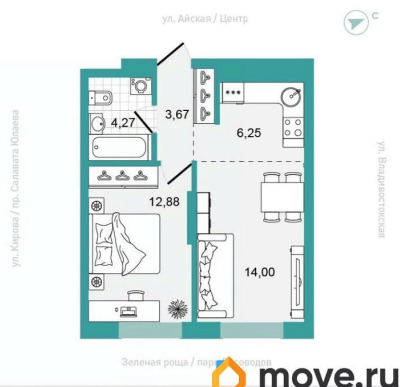 ул. Айская / Центр
С
ул. Кирова / пр. Салавата Юлаева
4,27
3,67
6,25
ул. Владивостокская
12,88
14,00
Зеленая роща / парк
move.ru